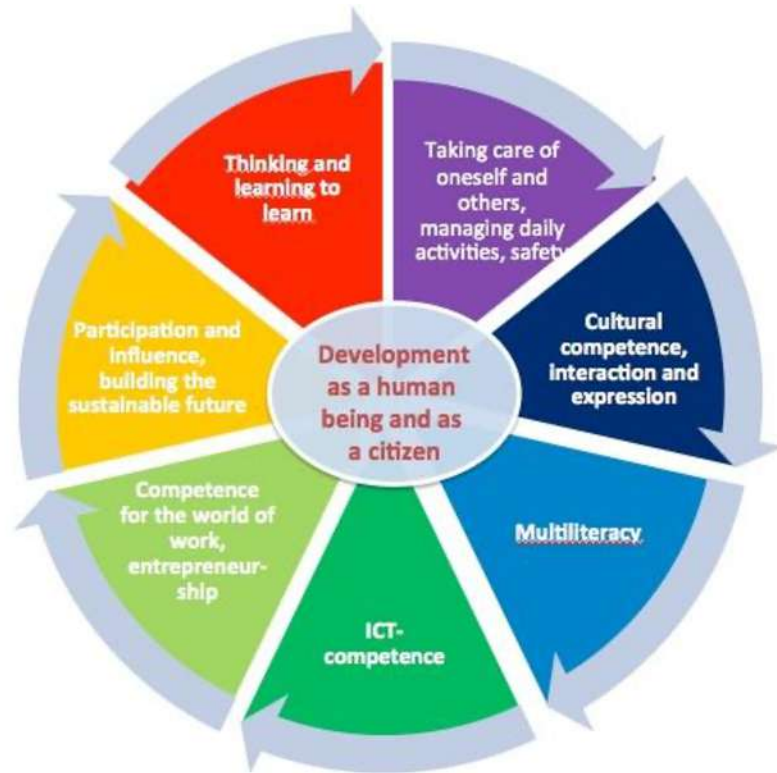 Thinking and
learning to
learn
Taking care of
oneself and
others,
managing daily
activities, safety
Cultural
competence,
interaction and
expression
Multiliteracy
ICT-
competence
Competence
for the world of
work,
entrepreneur-
ship
Participation and
influence,
building the
sustainable future
Development
as a human
being and as
a citizen